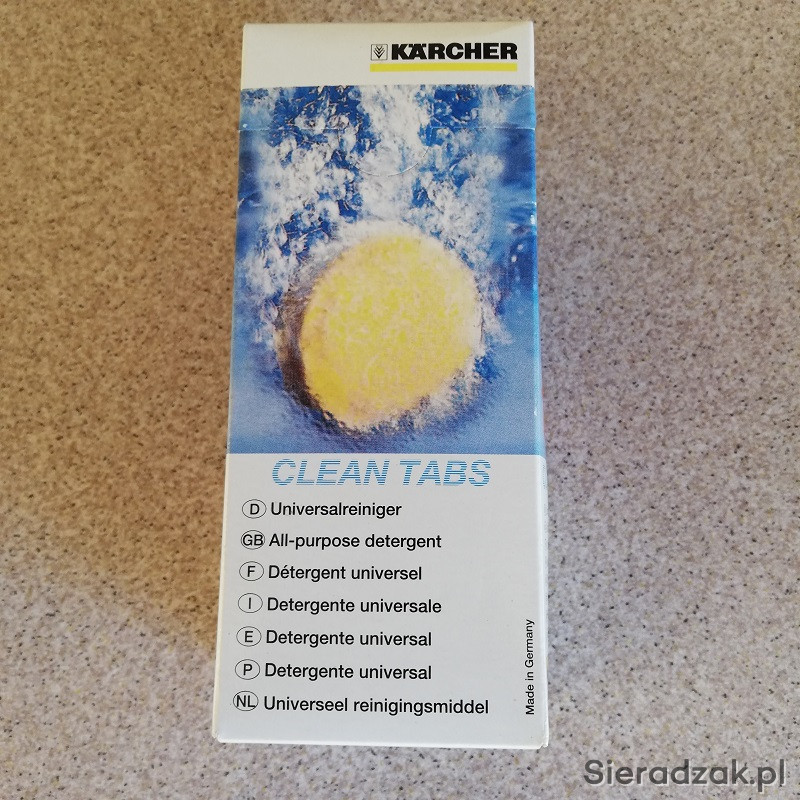 KÄRCHER
CLEAN TABS
D Universalreiniger
GB All-purpose detergent
F Détergent universel
I Detergente universale
E Detergente universal
P Detergente universal
NL Universeel reinigingsmiddel
Made in Germany
Sieradzak.pl